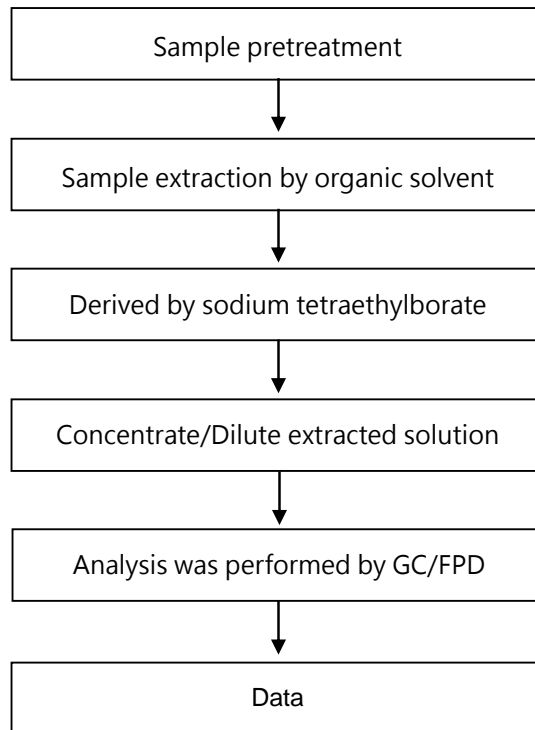 Sample pretreatment
Sample extraction by organic solvent
Derived by sodium tetraethylborate
Concentrate/Dilute extracted solution
Analysis was performed by GC/FPD
Data